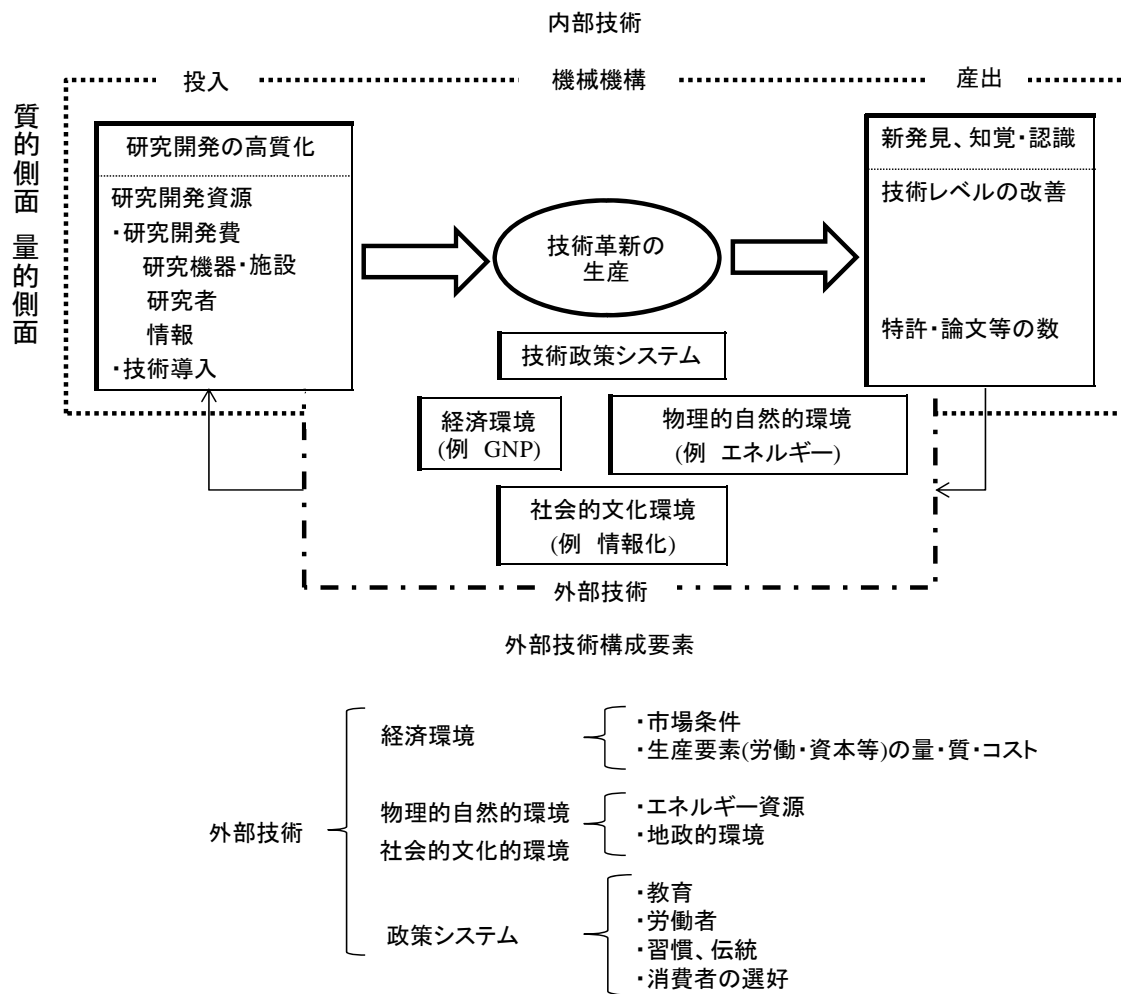 内部技術
投入
機械機構
産出
質的側面 量的側面
研究開発の高質化
研究開発資源
・研究開発費
研究機器・施設
研究者
情報
・技術導入
技術革新の
生産
新発見、知覚・認識
技術レベルの改善
特許・論文等の数
技術政策システム
経済環境
(例 GNP)
物理的自然的環境
(例 エネルギー)
社会的文化環境
(例 情報化)
外部技術
外部技術構成要素
外部技術
経済環境
・市場条件
・生産要素(労働・資本等)の量・質・コスト
物理的自然的環境
社会的文化的環境
・エネルギー資源
・地政的環境
政策システム
・教育
・労働者
・習慣、伝統
・消費者の選好